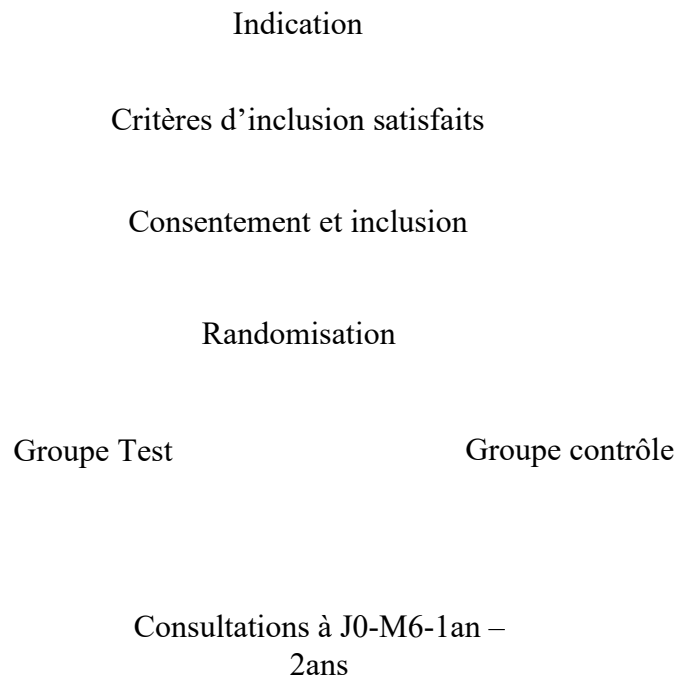 Indication
Critères d’inclusion satisfaits
Consentement et inclusion
Randomisation
Groupe Test
Groupe contrôle
Consultations à J0-M6-1an –
2ans